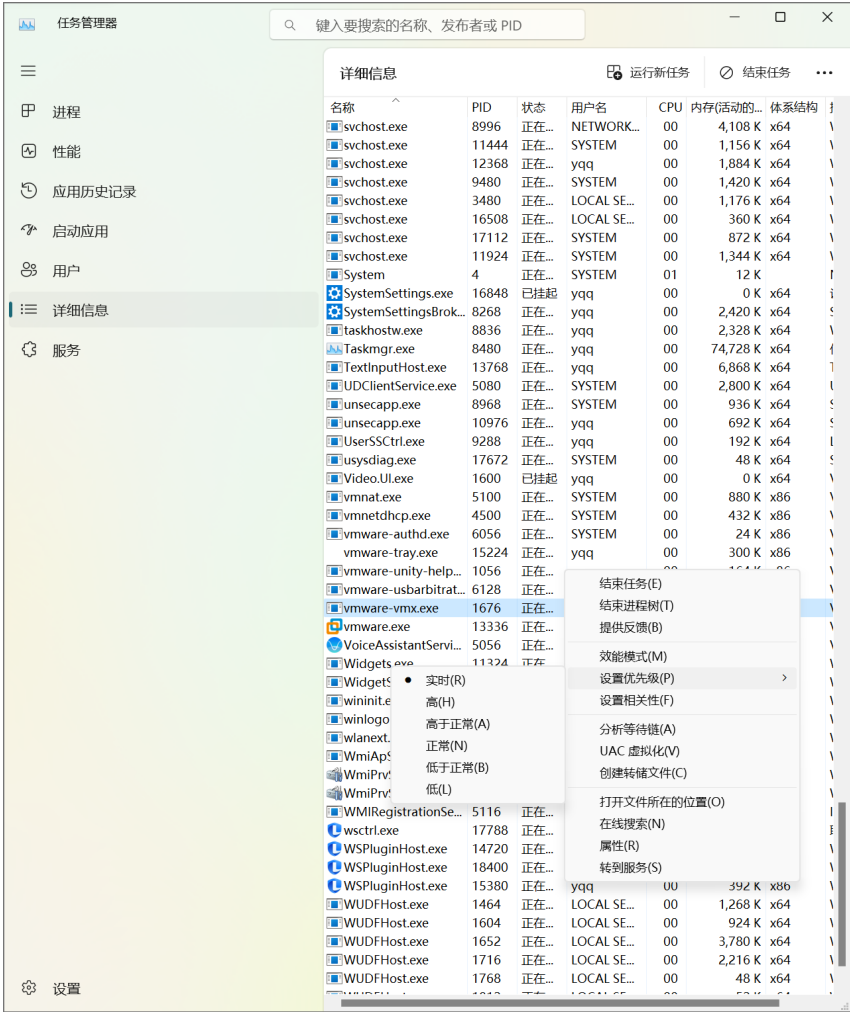 任务管理器
键入要搜索的名称、发布者或 PID
详细信息
运行新任务
结束任务
进程
性能
应用历史记录
启动应用
用户
详细信息
服务
设置
名称 PID 状态 用户名 CPU 内存(活动的... 体系结构
svchost.exe 8996 正在... NETWORK... 00 4,108 K x64
svchost.exe 11444 正在... SYSTEM 00 1,156 K x64
svchost.exe 12368 正在... yqq 00 1,884 K x64
svchost.exe 9480 正在... SYSTEM 00 1,420 K x64
svchost.exe 3480 正在... LOCAL SE... 00 1,176 K x64
svchost.exe 16508 正在... LOCAL SE... 00 360 K x64
svchost.exe 17112 正在... SYSTEM 00 872 K x64
svchost.exe 11924 正在... SYSTEM 00 1,344 K x64
System 4 正在... SYSTEM 01 12 K
SystemSettings.exe 16848 已挂起 yqq 00 0 K x64
SystemSettingsBrok... 8268 正在... yqq 00 2,420 K x64
taskhostw.exe 8836 正在... yqq 00 2,328 K x64
Taskmgr.exe 8480 正在... yqq 00 74,728 K x64
TextInputHost.exe 13768 正在... yqq 00 6,868 K x64
UDClientService.exe 5080 正在... SYSTEM 00 2,800 K x64
unsecapp.exe 8968 正在... SYSTEM 00 936 K x64
unsecapp.exe 10976 正在... yqq 00 692 K x64
UserSSCtrl.exe 9288 正在... yqq 00 192 K x64
usysdiag.exe 17672 正在... SYSTEM 00 48 K x64
Video.UI.exe 1600 已挂起 yqq 00 0 K x64
vmnat.exe 5100 正在... SYSTEM 00 880 K x86
vmnetdhcp.exe 4500 正在... SYSTEM 00 432 K x86
vmware-authd.exe 6056 正在... SYSTEM 00 24 K x86
vmware-tray.exe 15224 正在... yqq 00 300 K x86
vmware-unity-help... 1056 正在...
vmware-usbarbitrat... 6128 正在...
vmware-vmx.exe 1676 正在...
vmware.exe 13336 正在...
VoiceAssistantServi... 5056 正在...
Widgets.exe 11324 正在
WidgetS
wininit.e
winlogo
wlanext.
WmiApS
WmiPrvS
WmiPrvS
WMIRegistrationSe... 5116 正在...
wsctrl.exe 17788 正在...
WSPluginHost.exe 14720 正在...
WSPluginHost.exe 18400 正在...
WSPluginHost.exe 15380 正在... yqq 00 392 K x86
WUDFHost.exe 1464 正在... LOCAL SE... 00 1,268 K x64
WUDFHost.exe 1604 正在... LOCAL SE... 00 924 K x64
WUDFHost.exe 1652 正在... LOCAL SE... 00 3,780 K x64
WUDFHost.exe 1716 正在... LOCAL SE... 00 2,216 K x64
WUDFHost.exe 1768 正在... LOCAL SE... 00 48 K x64
结束任务(E)
结束进程树(T)
提供反馈(B)
效能模式(M)
设置优先级(P)
设置相关性(F)
分析等待链(A)
UAC 虚拟化(V)
创建转储文件(C)
打开文件所在的位置(O)
在线搜索(N)
属性(R)
转到服务(S)
实时(R)
高(H)
高于正常(A)
正常(N)
低于正常(B)
低(L)